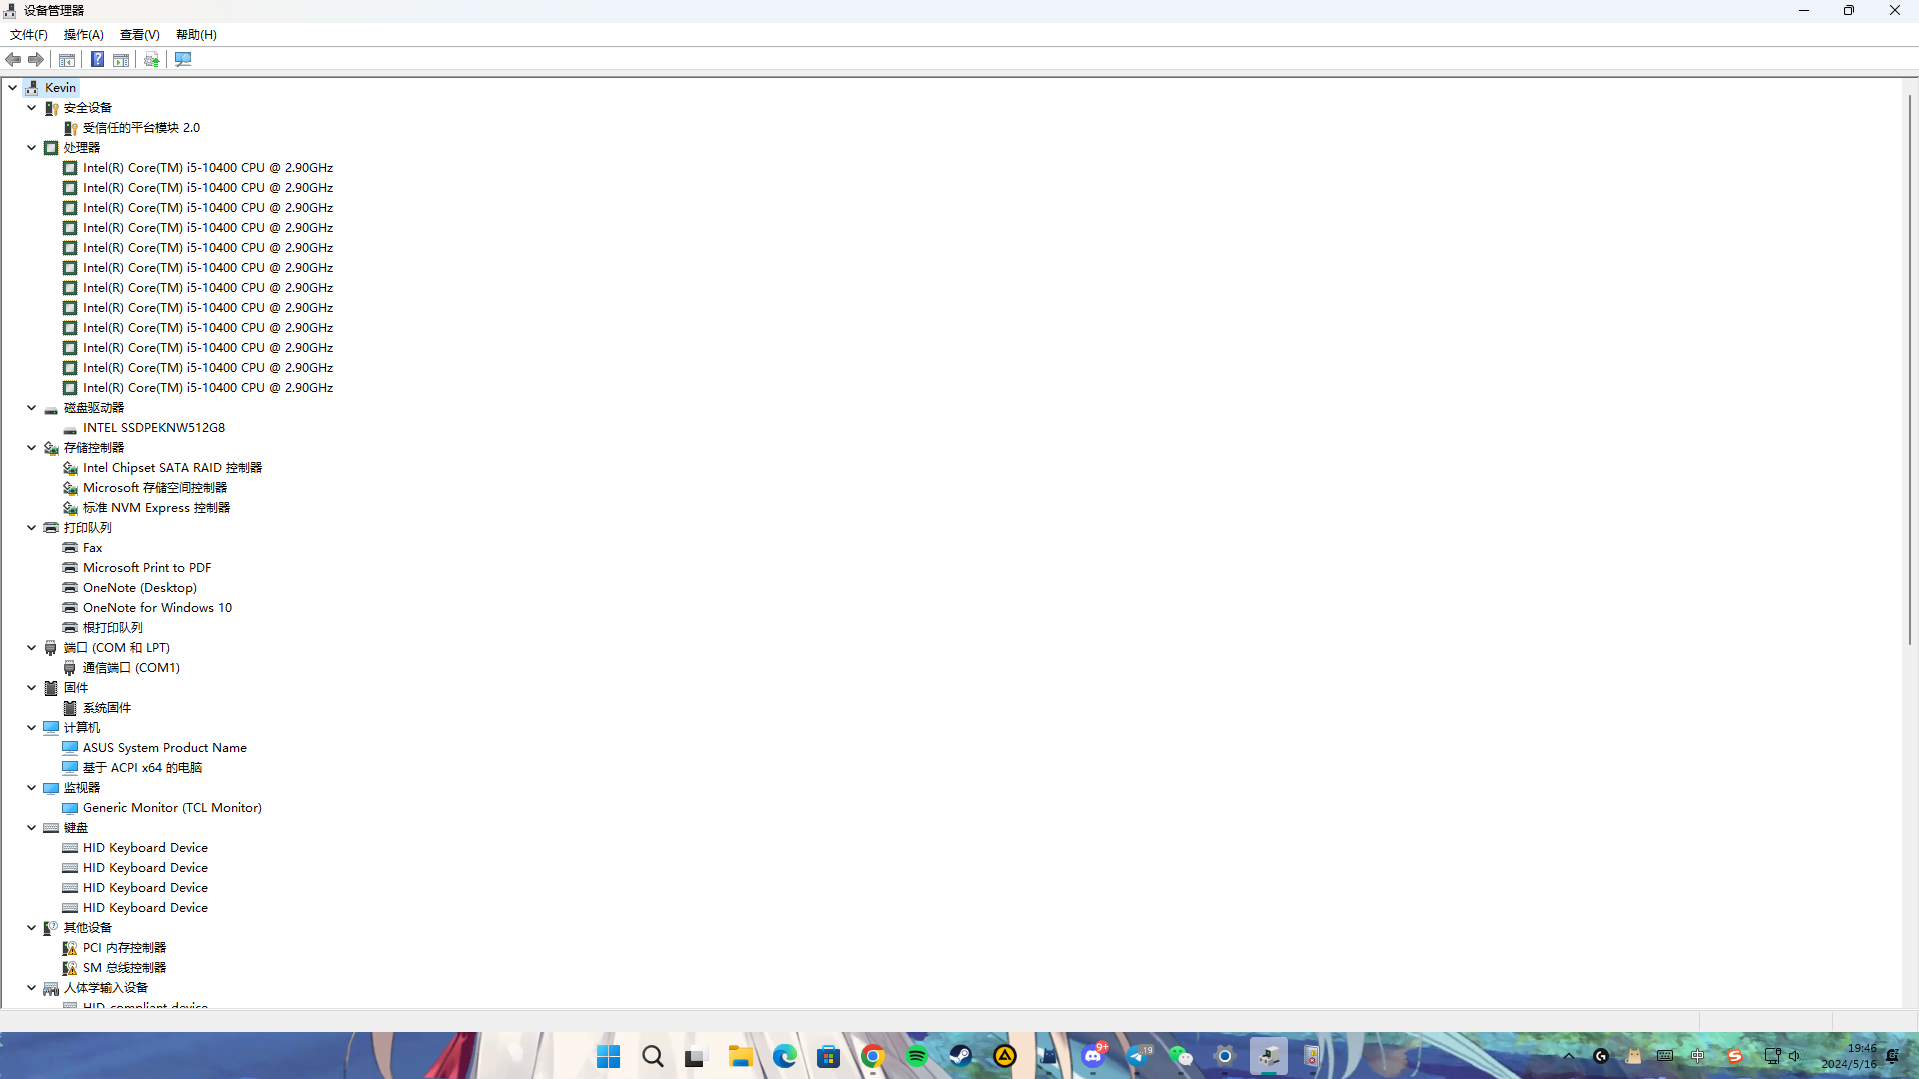 设备管理器
文件(F) 操作(A) 查看(V) 帮助(H)
Kevin
安全设备
受信任的平台模块 2.0
处理器
Intel(R) Core(TM) i5-10400 CPU @ 2.90GHz
Intel(R) Core(TM) i5-10400 CPU @ 2.90GHz
Intel(R) Core(TM) i5-10400 CPU @ 2.90GHz
Intel(R) Core(TM) i5-10400 CPU @ 2.90GHz
Intel(R) Core(TM) i5-10400 CPU @ 2.90GHz
Intel(R) Core(TM) i5-10400 CPU @ 2.90GHz
Intel(R) Core(TM) i5-10400 CPU @ 2.90GHz
Intel(R) Core(TM) i5-10400 CPU @ 2.90GHz
Intel(R) Core(TM) i5-10400 CPU @ 2.90GHz
Intel(R) Core(TM) i5-10400 CPU @ 2.90GHz
Intel(R) Core(TM) i5-10400 CPU @ 2.90GHz
Intel(R) Core(TM) i5-10400 CPU @ 2.90GHz
磁盘驱动器
INTEL SSDPEKNW512G8
存储控制器
Intel Chipset SATA RAID 控制器
Microsoft 存储空间控制器
标准 NVM Express 控制器
打印队列
Fax
Microsoft Print to PDF
OneNote (Desktop)
OneNote for Windows 10
根打印队列
端口 (COM 和 LPT)
通信端口 (COM1)
固件
系统固件
计算机
ASUS System Product Name
基于 ACPI x64 的电脑
监视器
Generic Monitor (TCL Monitor)
键盘
HID Keyboard Device
HID Keyboard Device
HID Keyboard Device
HID Keyboard Device
其他设备
PCI 内存控制器
SM 总线控制器
人体学输入设备
HID-compliant device
9+
19
中
19:46
2024/5/16